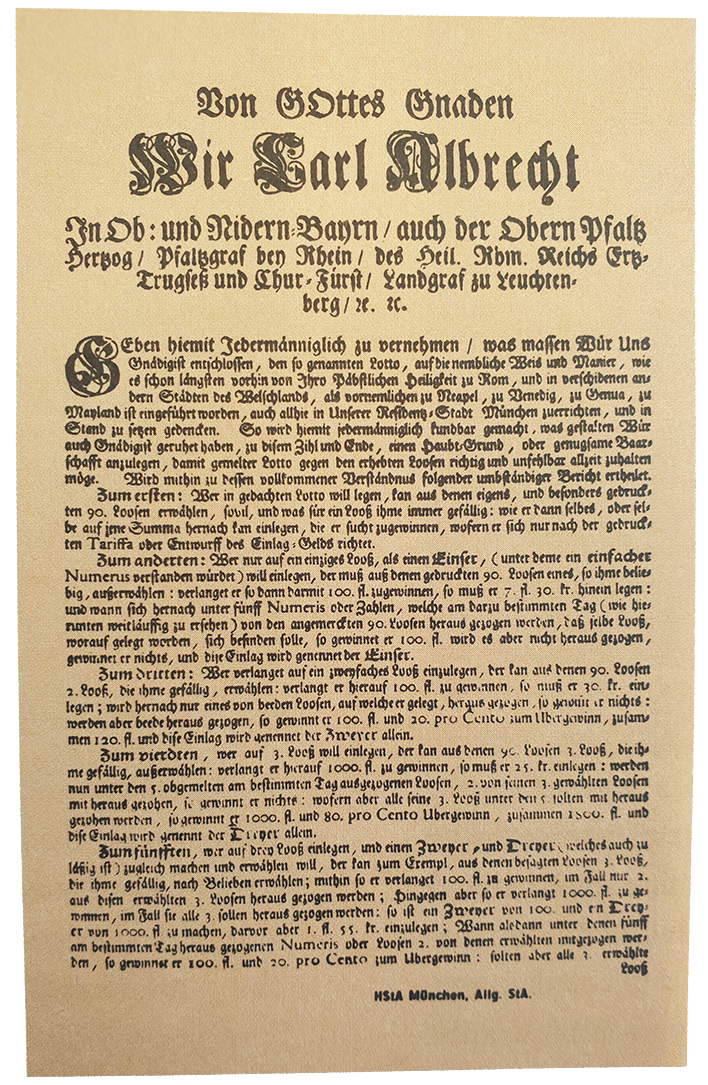 Von GOttes Gnaden
Wir Carl Albrecht
In Ob: und Nidern-Bayrn / auch der Obern Pfaltz
Hertzog / Pfaltzgraf bey Rhein / des Heil. Röm. Reichs Ertz-
Trugseß und Chur-Fürst / Landgraf zu Leuchten-
berg / ꝛc. ꝛc.
GEben hiemit Jedermänniglich zu vernehmen / was massen Wür Uns
Gnädigist entschlossen, den so genannten Lotto, auf die nembliche Weis und Manier, wie
es schon längsten vorhin von Ihro Päbstlichen Heiligkeit zu Rom, und in verschidenen an-
dern Städten des Welschlands, als vornemlichen zu Neapel, zu Venedig, zu Genua, zu
Mayland ist eingeführt worden, auch allhie in Unserer Residentz-Stadt München zuerrichten, und in
Stand zu setzen gedencken. So wird hiemit jedermänniglich kundbar gemacht, was gestalten Wür
auch Gnädigist geruhet haben, zu disem Zihl und Ende, einen Haubt-Grund, oder genugsame Baar-
schafft anzulegen, damit gemelter Lotto gegen den erhebten Loosen richtig und unfehlbar allzeit zuhalten
möge. Wird mithin zu dessen vollkommener Verständnus folgender umbständiger Bericht ertheilet.
Zum ersten: Wer in gedachten Lotto will legen, kan aus denen eigens, und besonders gedruck-
ten 90. Loosen erwählen, sovil, und was für ein Looß ihme immer gefällig: wie er dann selbes, oder sel-
be auf jene Summa hernach kan einlegen, die er sucht zugewinnen, wofern er sich nur nach der gedruck-
ten Tariffa oder Entwurff des Einlag-Gelds richtet.
Zum anderten: Wer nur auf ein einziges Looß, als einen Einser, (unter deme ein einfacher
Numerus verstanden würdet) will einlegen, der muß auß denen gedruckten 90. Loosen eines, so ihme belie-
big, außerwählen: verlanget er so dann darmit 100. fl. zugewinnen, so muß er 7. fl. 30. kr. hinein legen:
und wann sich hernach unter fünff Numeris oder Zahlen, welche am darzu bestimmten Tag (wie hie-
runten weitläuffig zu ersehen) von den angemerckten 90. Loosen heraus gezogen werden, daß selbe Looß,
worauf gelegt worden, sich befinden solle, so gewinnet er 100. fl. wird es aber nicht heraus gezogen,
gewinnet er nichts, und dise Einlag wird genennet der Einser.
Zum dritten: Wer verlanget auf ein zweyfaches Looß einzulegen, der kan aus denen 90. Loosen
2. Looß, die ihme gefällig, erwählen: verlangt er hierauf 100. fl. zu gewinnen, so muß er 30. kr. ein-
legen; wird hernach nur eines von beeden Loosen, auf welche er gelegt, heraus gezogen, so gewinnt er nichts:
werden aber beede heraus gezogen, so gewinnt er 100. fl. und 20. pro Cento zum Ubergewinn, zusam-
men 120. fl. und dise Einlag wird genennet der Zweyer allein.
Zum vierdten, wer auf 3. Looß will einlegen, der kan aus denen 90. Loosen 3. Looß, die ih-
me gefällig, außerwählen: verlangt er hierauf 1000. fl. zu gewinnen, so muß er 25. kr. einlegen: werden
nun unter den 5. obgemelten am bestimmten Tag ausgezogenen Loosen, 2. von seinen 3. gewählten Loosen
mit heraus gezohen, so gewinnt er nichts: wofern aber alle seine 3. Looß unter den 5. solten mit heraus
gezohen werden, so gewinnt er 1000. fl. und 80. pro Cento Ubergewinn, zusammen 1800. fl. und
dise Einlag wird genennt der Dreyer allein.
Zum fünfften, wer auf drey Looß einlegen, und einen Zweyer, und Dreyer (welches auch zu
läßig ist) zugleich machen und erwählen will, der kan zum Exempl, aus denen besagten Loosen 3. Looß,
die ihme gefällig, nach Belieben erwählen; mithin so er verlanget 100. fl. zu gewinnen, im Fall nur 2.
aus disen erwählten 3. Loosen heraus gezogen werden; Hingegen aber so er verlangt 1000. fl. zu ge-
winnen, im Fall sie alle 3. sollen heraus gezogen werden: so ist ein Zweyer von 100. und ein Drey-
er von 1000. fl. zu machen, darvor aber 1. fl. 55. kr. einzulegen; Wann alsdann unter denen fünff
am bestimmten Tag heraus gezogenen Numeris oder Loosen 2. von denen erwählten mitgezogen wer-
den, so gewinnet er 100. fl. und 20. pro Cento zum Ubergewinn: solten aber alle 3. erwählte
Looß
HStA München, Allg. StA.